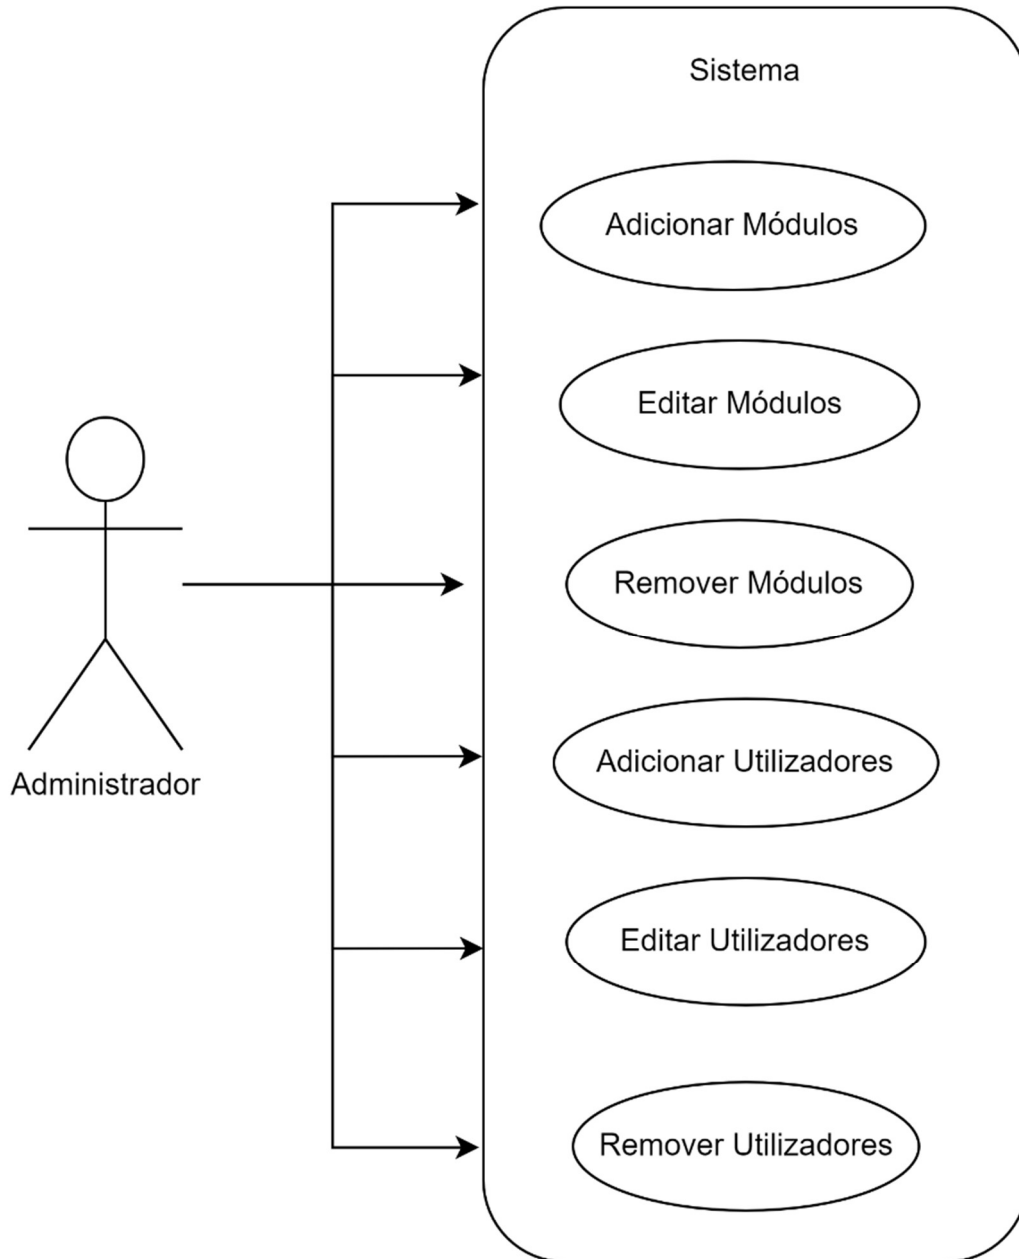 Sistema
Adicionar Módulos
Editar Módulos
Remover Módulos
Adicionar Utilizadores
Administrador
Editar Utilizadores
Remover Utilizadores